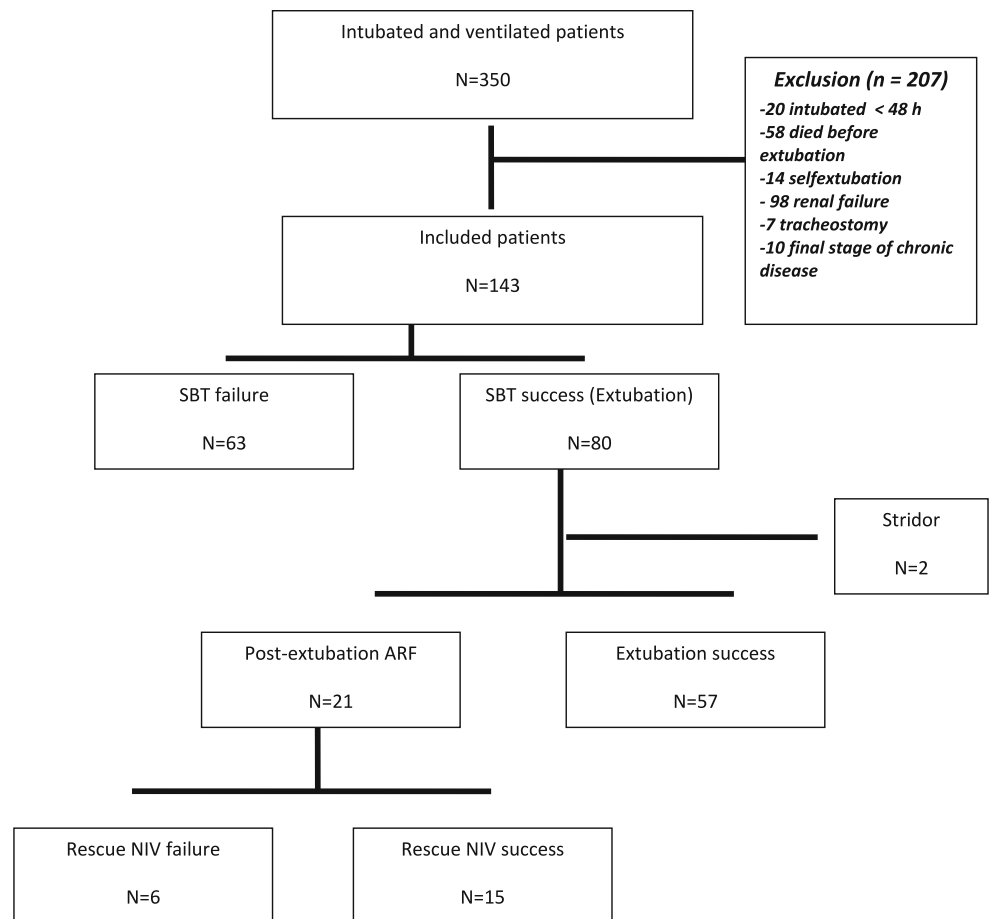 Intubated and ventilated patients
N=350
Exclusion (n = 207)
-20 intubated < 48 h
-58 died before
extubation
-14 selfextubation
- 98 renal failure
-7 tracheostomy
-10 final stage of chronic
disease
Included patients
N=143
SBT failure
N=63
SBT success (Extubation)
N=80
Stridor
N=2
Post-extubation ARF
N=21
Extubation success
N=57
Rescue NIV failure
N=6
Rescue NIV success
N=15